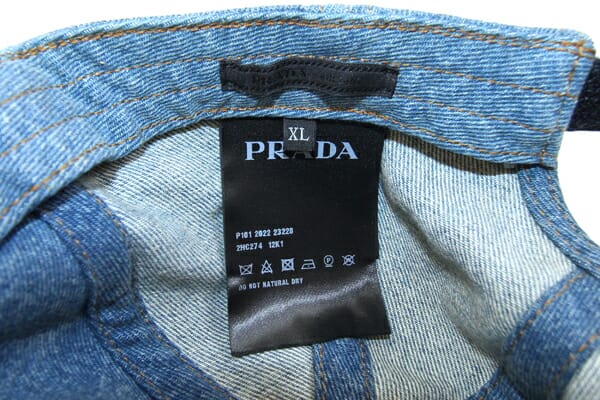 XL
PRADA
P101 2022 23220
2HC274 12K1
DO NOT NATURAL DRY